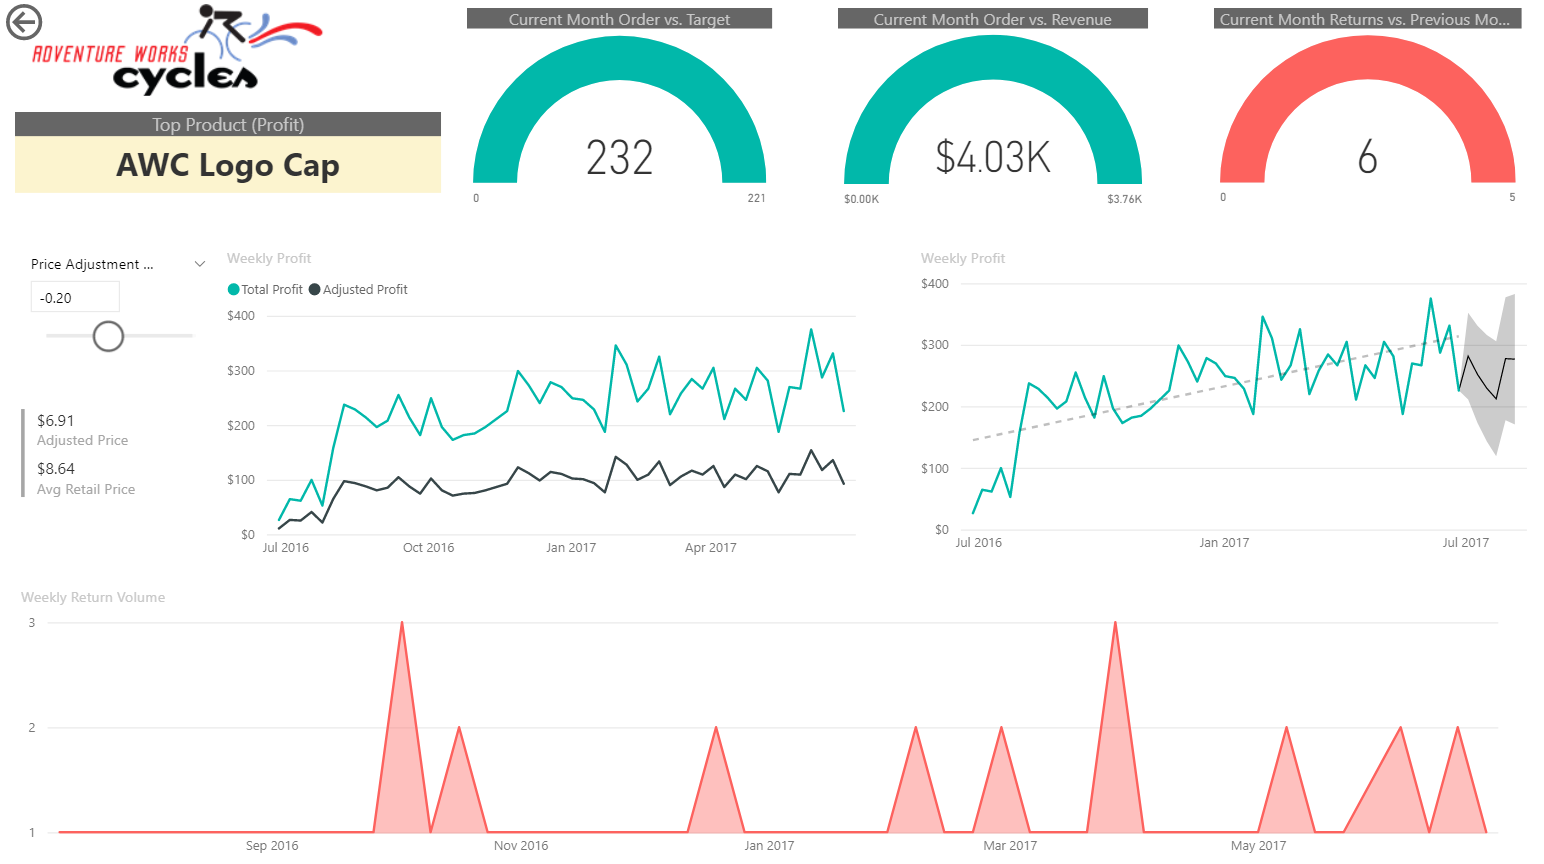 ADVENTURE WORKS
cycles
Top Product (Profit)
AWC Logo Cap
Current Month Order vs. Target
232
0
221
Current Month Order vs. Revenue
$4.03K
$0.00K
$3.76K
Current Month Returns vs. Previous Mo...
6
0
5
Price Adjustment ...
-0.20
$6.91
Adjusted Price
$8.64
Avg Retail Price
Weekly Profit
Total Profit Adjusted Profit
$400
$300
$200
$100
$0
Jul 2016 Oct 2016 Jan 2017 Apr 2017
Weekly Profit
$400
$300
$200
$100
$0
Jul 2016 Jan 2017 Jul 2017
Weekly Return Volume
3
2
1
Sep 2016 Nov 2016 Jan 2017 Mar 2017 May 2017